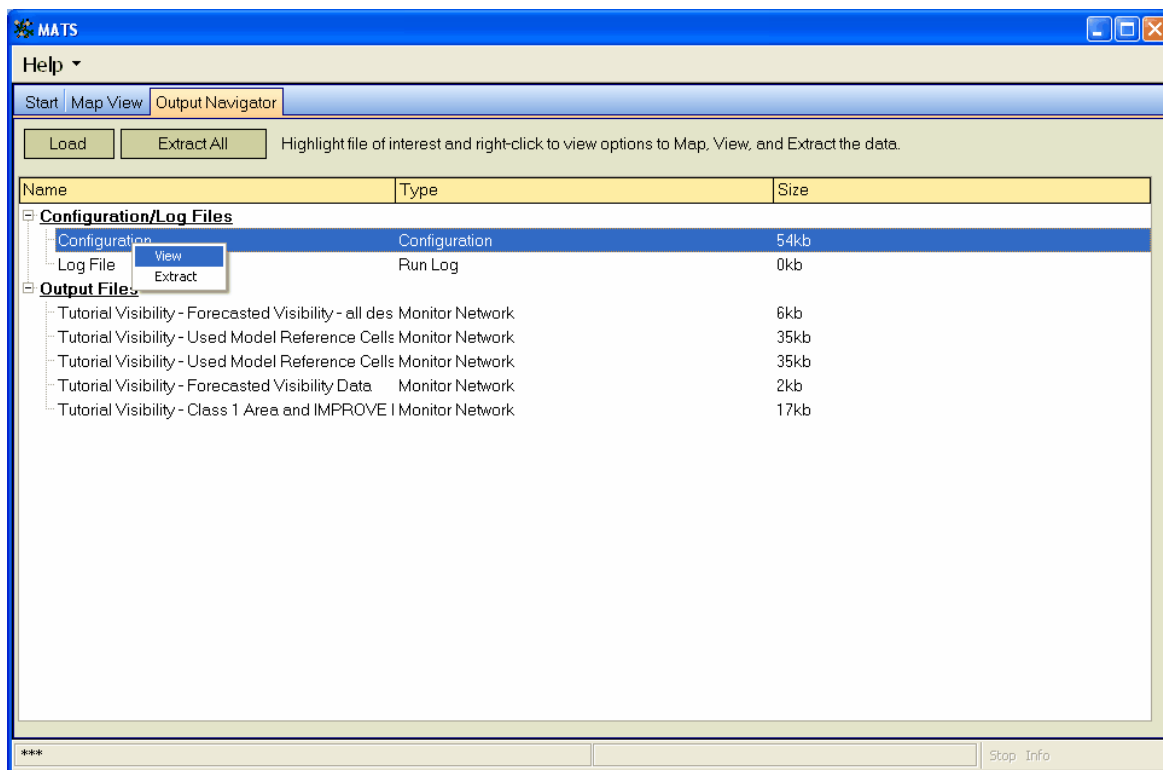 MATS
Help
Start Map View Output Navigator
Load Extract All Highlight file of interest and right-click to view options to Map, View, and Extract the data.
Name Type Size
Configuration/Log Files
Configuration Configuration 54kb
View
Log File Run Log 0kb
Extract
Output Files
Tutorial Visibility - Forecasted Visibility - all des Monitor Network 6kb
Tutorial Visibility - Used Model Reference Cells Monitor Network 35kb
Tutorial Visibility - Used Model Reference Cells Monitor Network 35kb
Tutorial Visibility - Forecasted Visibility Data Monitor Network 2kb
Tutorial Visibility - Class 1 Area and IMPROVE I Monitor Network 17kb
*** Stop Info